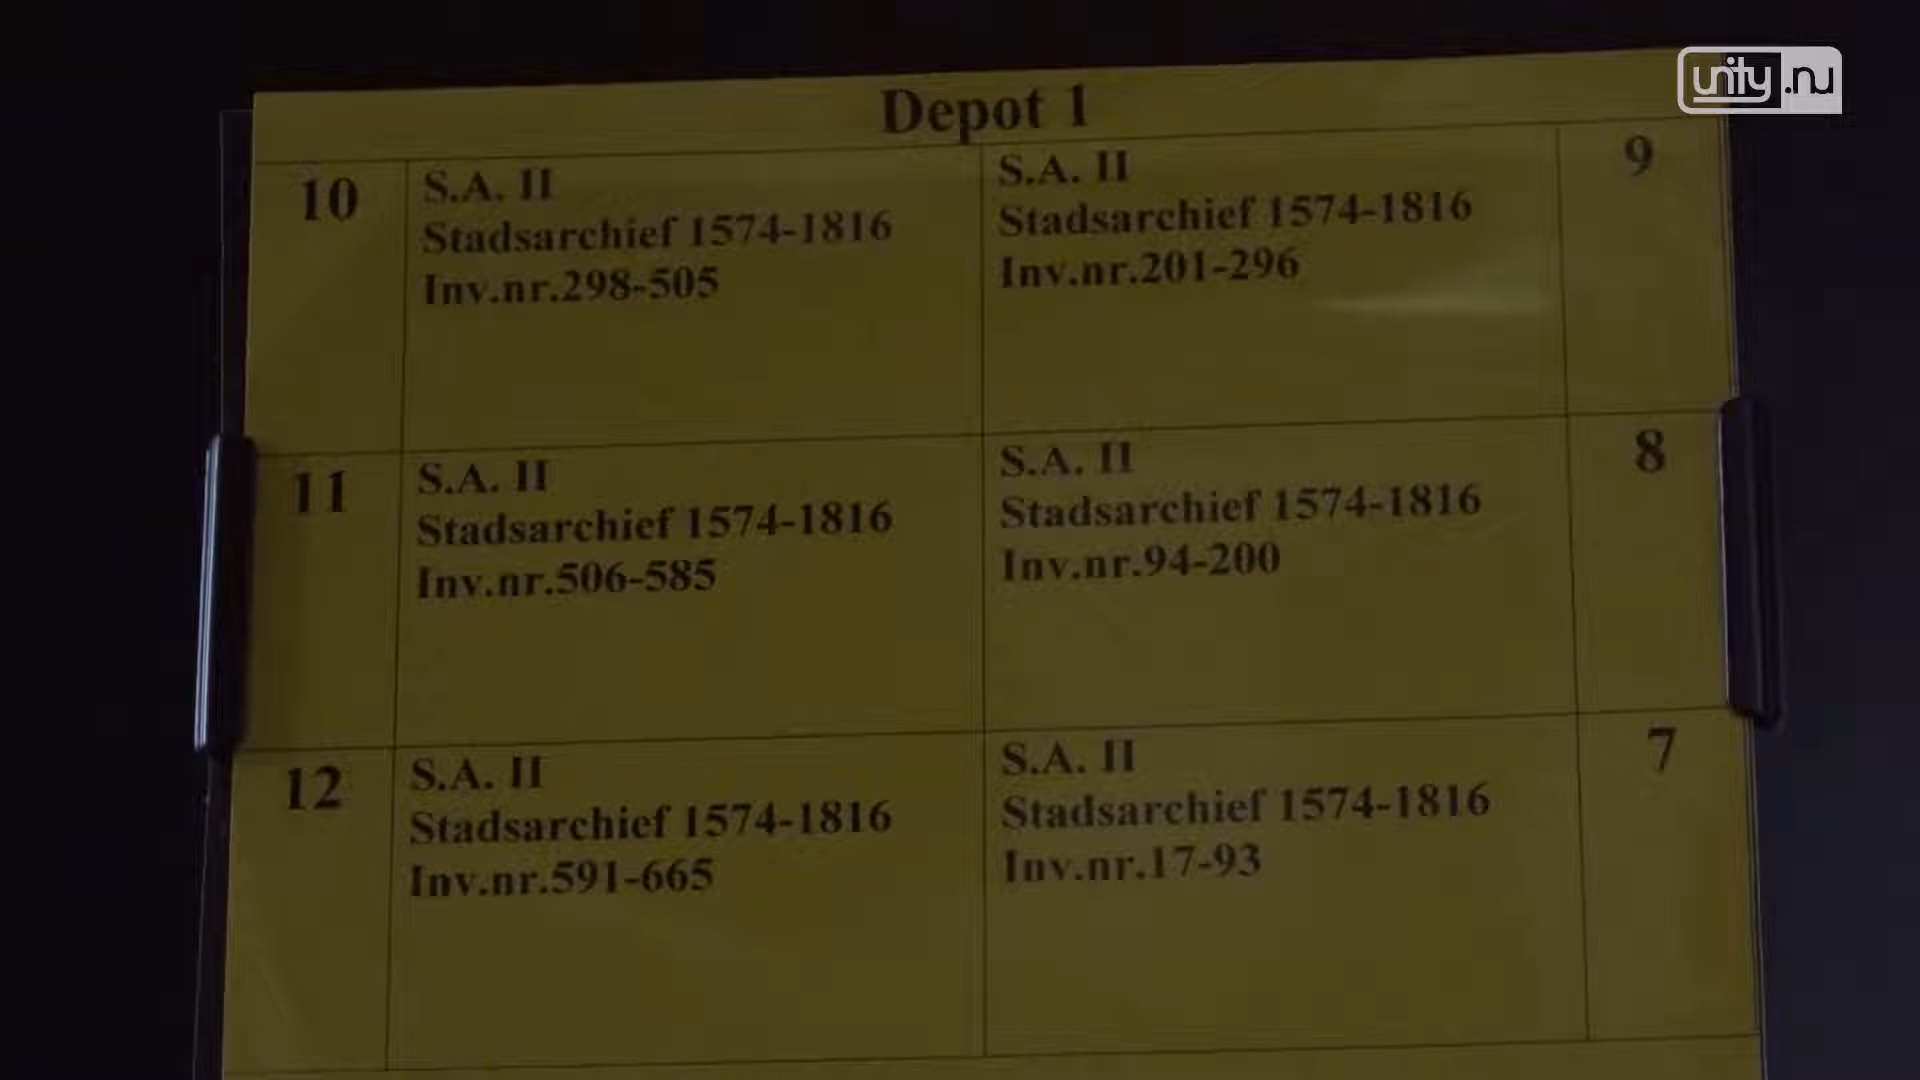 unity.nu
Depot 1
10
S.A. II
Stadsarchief 1574-1816
Inv.nr.298-505
S.A. II
Stadsarchief 1574-1816
Inv.nr.201-296
9
11
S.A. II
Stadsarchief 1574-1816
Inv.nr.506-585
S.A. II
Stadsarchief 1574-1816
Inv.nr.94-200
8
12
S.A. II
Stadsarchief 1574-1816
Inv.nr.591-665
S.A. II
Stadsarchief 1574-1816
Inv.nr.17-93
7